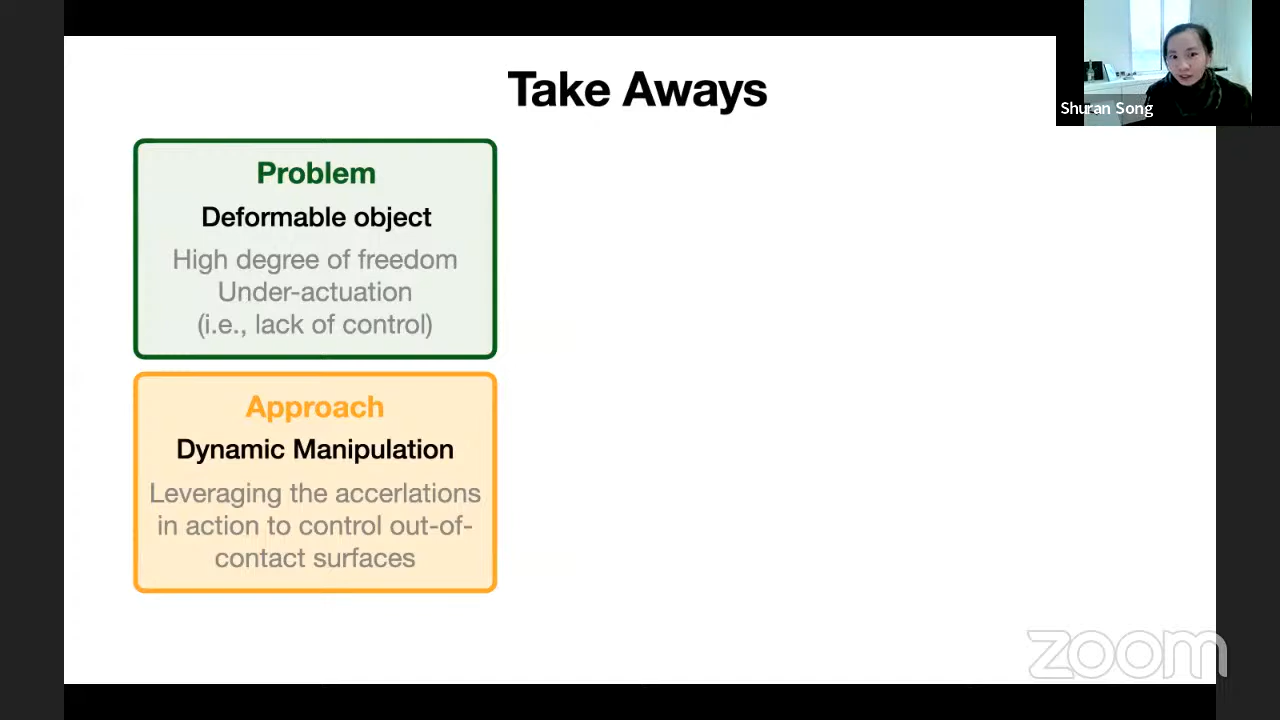 Take Aways
Shuran Song
Problem
Deformable object
High degree of freedom
Under-actuation
(i.e., lack of control)
Approach
Dynamic Manipulation
Leveraging the accerlations
in action to control out-of-
contact surfaces
zoom